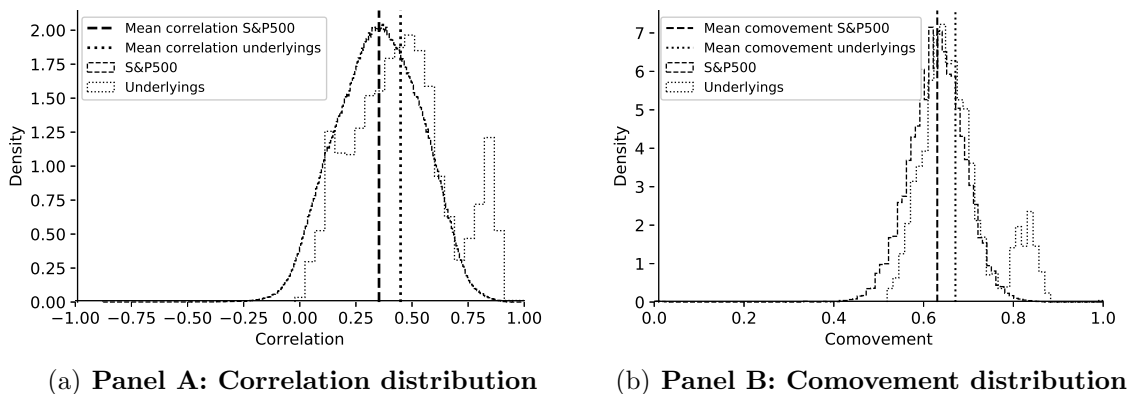 Mean correlation S&P500
Mean correlation underlyings
S&P500
Underlyings
Density
2.00
1.75
1.50
1.25
1.00
0.75
0.50
0.25
0.00
−1.00 −0.75 −0.50 −0.25 0.00 0.25 0.50 0.75 1.00
Correlation
(a) Panel A: Correlation distribution
Mean comovement S&P500
Mean comovement underlyings
S&P500
Underlyings
Density
7
6
5
4
3
2
1
0
0.0 0.2 0.4 0.6 0.8 1.0
Comovement
(b) Panel B: Comovement distribution